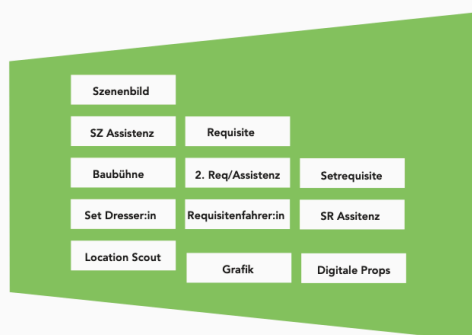 Szenenbild
SZ Assistenz
Requisite
Baubühne
2. Req/Assistenz
Setrequisite
Set Dresser:in
Requisitenfahrer:in
SR Assitenz
Location Scout
Grafik
Digitale Props